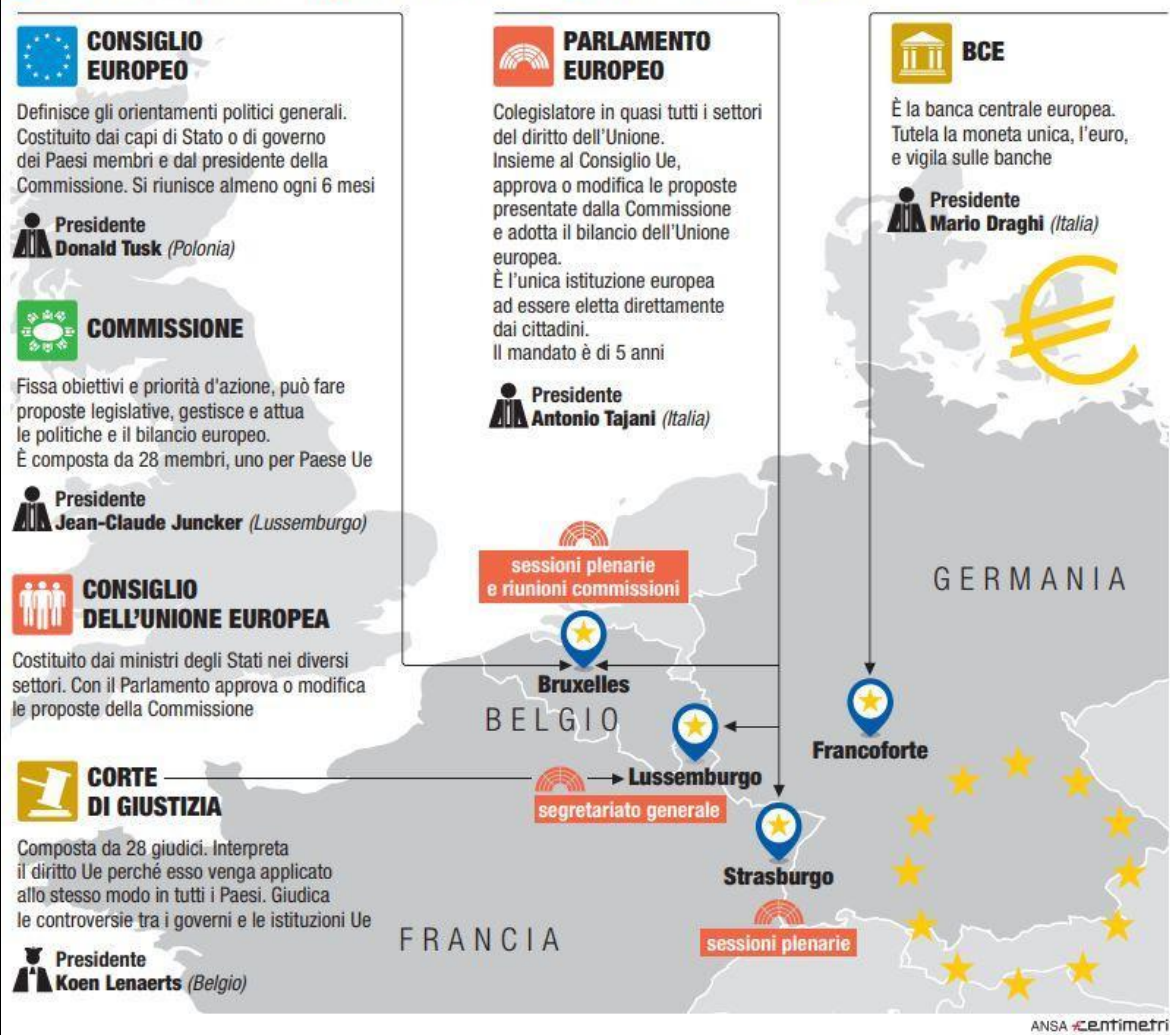 CONSIGLIO
EUROPEO
Definisce gli orientamenti politici generali.
Costituito dai capi di Stato o di governo
dei Paesi membri e dal presidente della
Commissione. Si riunisce almeno ogni 6 mesi
Presidente
Donald Tusk (Polonia)
COMMISSIONE
Fissa obiettivi e priorità d'azione, può fare
proposte legislative, gestisce e attua
le politiche e il bilancio europeo.
È composta da 28 membri, uno per Paese Ue
Presidente
Jean-Claude Juncker (Lussemburgo)
CONSIGLIO
DELL'UNIONE EUROPEA
Costituito dai ministri degli Stati nei diversi
settori. Con il Parlamento approva o modifica
le proposte della Commissione
CORTE
DI GIUSTIZIA
Composta da 28 giudici. Interpreta
il diritto Ue perché esso venga applicato
allo stesso modo in tutti i Paesi. Giudica
le controversie tra i governi e le istituzioni Ue
Presidente
Koen Lenaerts (Belgio)
PARLAMENTO
EUROPEO
Colegislatore in quasi tutti i settori
del diritto dell'Unione.
Insieme al Consiglio Ue,
approva o modifica le proposte
presentate dalla Commissione
e adotta il bilancio dell'Unione
europea.
È l'unica istituzione europea
ad essere eletta direttamente
dai cittadini.
Il mandato è di 5 anni
Presidente
Antonio Tajani (Italia)
BCE
È la banca centrale europea.
Tutela la moneta unica, l'euro,
e vigila sulle banche
Presidente
Mario Draghi (Italia)
€
sessioni plenarie
e riunioni commissioni
Bruxelles
BELGIO
GERMANIA
Francoforte
Lussemburgo
segretariato generale
Strasburgo
sessioni plenarie
FRANCIA
ANSA centimetri